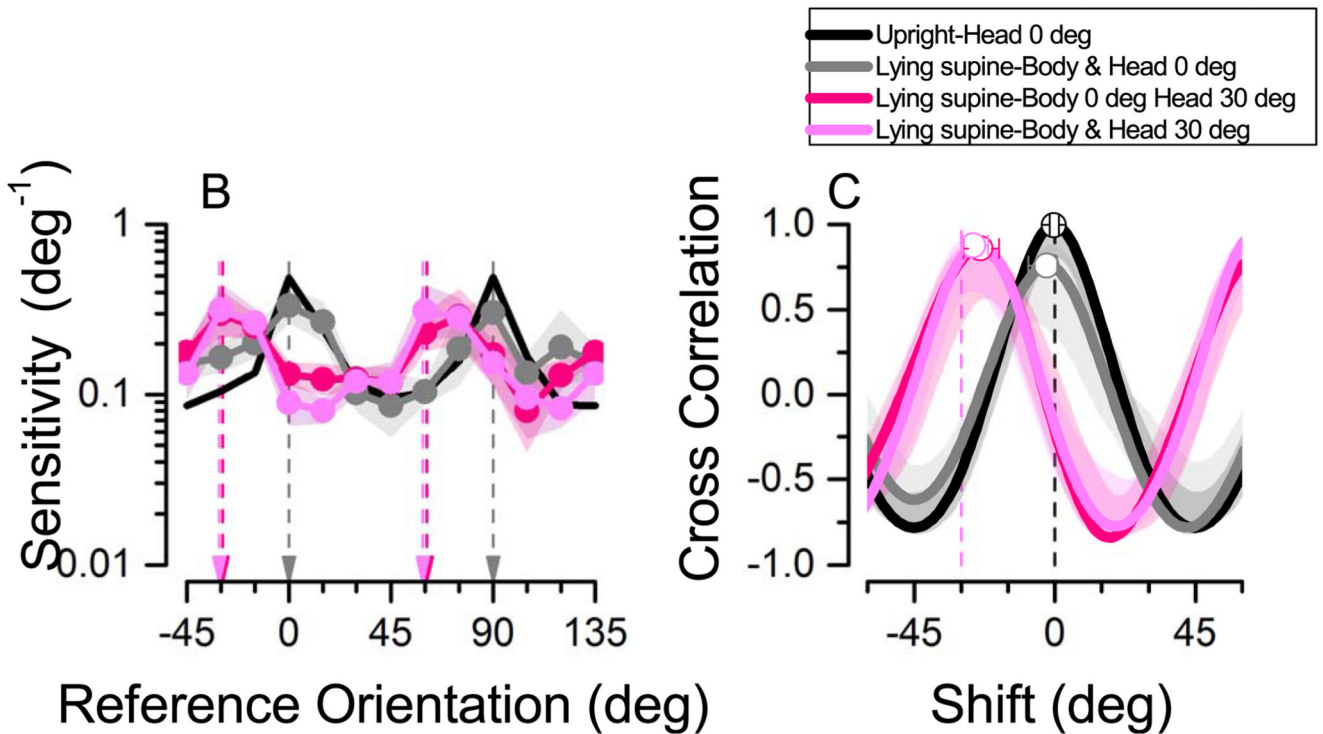 Upright-Head 0 deg
Lying supine-Body & Head 0 deg
Lying supine-Body 0 deg Head 30 deg
Lying supine-Body & Head 30 deg
B
Sensitivity (deg⁻¹)
1
0.1
0.01
-45 0 45 90 135
Reference Orientation (deg)
C
Cross Correlation
1.0
0.5
0.0
-0.5
-1.0
-45 0 45
Shift (deg)